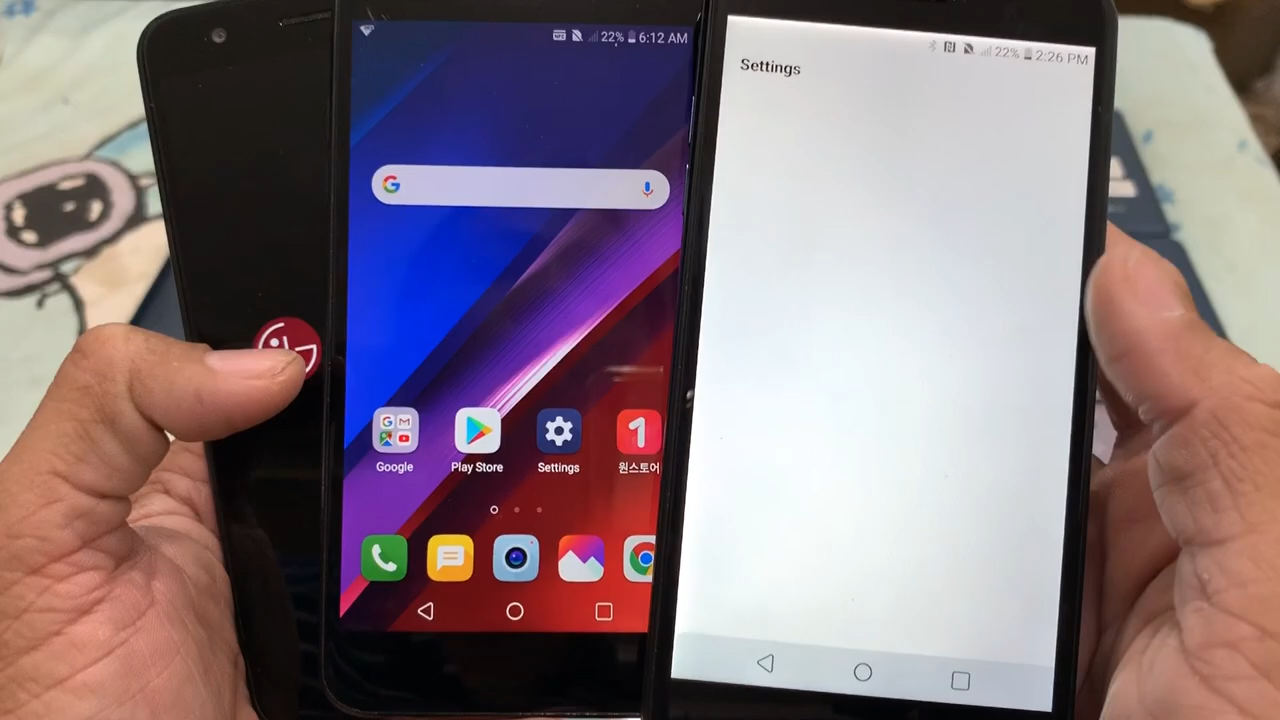 22% 6:12 AM
Google
Play Store
Settings
원스토어
22% 2:26 PM
Settings